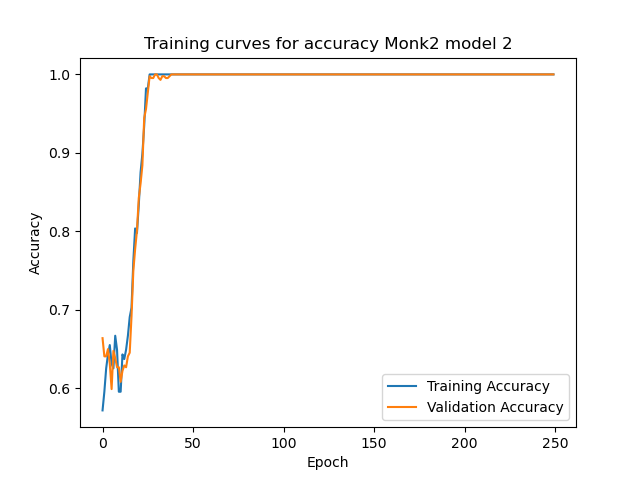 Training curves for accuracy Monk2 model 2
1.0
0.9
0.8
0.7
0.6
Accuracy
Training Accuracy
Validation Accuracy
0 50 100 150 200 250
Epoch